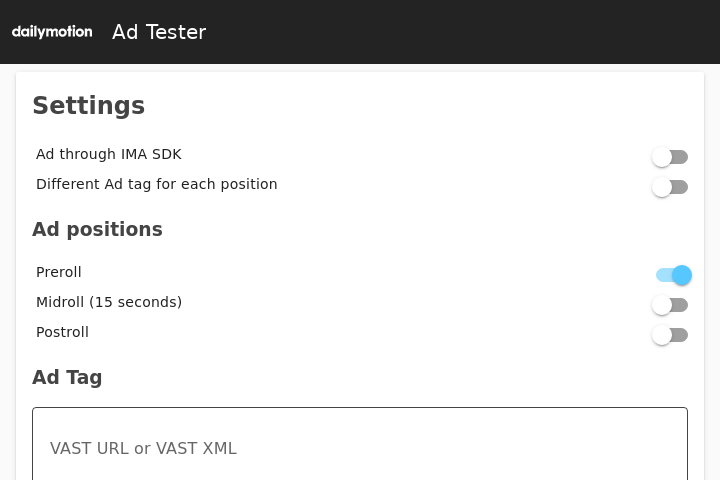 dailymotion Ad Tester
Settings
Ad through IMA SDK
Different Ad tag for each position
Ad positions
Preroll
Midroll (15 seconds)
Postroll
Ad Tag
VAST URL or VAST XML